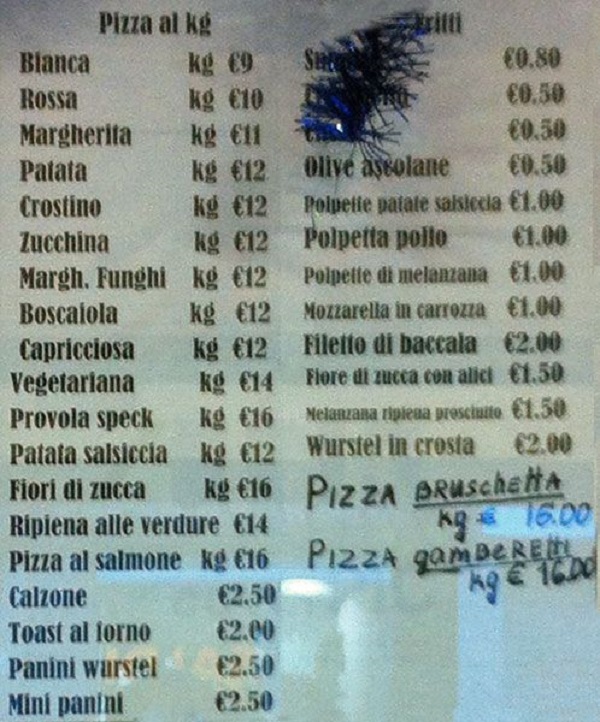 Pizza al kg
Bianca kg €9
Rossa kg €10
Margherita kg €11
Patata kg €12
Crostino kg €12
Zucchina kg €12
Margh. Funghi kg €12
Boscaiola kg €12
Capricciosa kg €12
Vegetariana kg €14
Provola speck kg €16
Patata salsiccia kg €12
Fiori di zucca kg €16
Ripiena alle verdure €14
Pizza al salmone kg €16
Calzone €2.50
Toast al forno €2.00
Panini wurstel €2.50
Mini panini €2.50
Fritti
€0.80
€0.50
€0.50
Olive ascolane €0.50
Polpette patate salsiccia €1.00
Polpetta pollo €1.00
Polpette di melanzana €1.00
Mozzarella in carrozza €1.00
Filetto di baccala €2.00
Fiore di zucca con alici €1.50
Melanzana ripiena prosciutto €1.50
Wurstel in crosta €2.00
PIZZA BRUSCHETTA
kg € 16.00
PIZZA gAMBERETTI
kg € 16.00